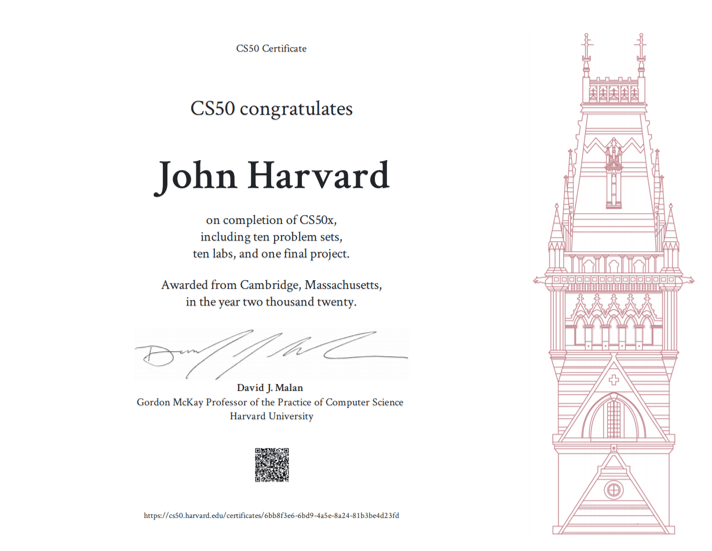 CS50 Certificate
CS50 congratulates
John Harvard
on completion of CS50x,
including ten problem sets,
ten labs, and one final project.
Awarded from Cambridge, Massachusetts,
in the year two thousand twenty.
David J. Malan
Gordon McKay Professor of the Practice of Computer Science
Harvard University
https://cs50.harvard.edu/certificates/6bb8f3e6-6bd9-4a5e-8a24-81b3be4d23fd